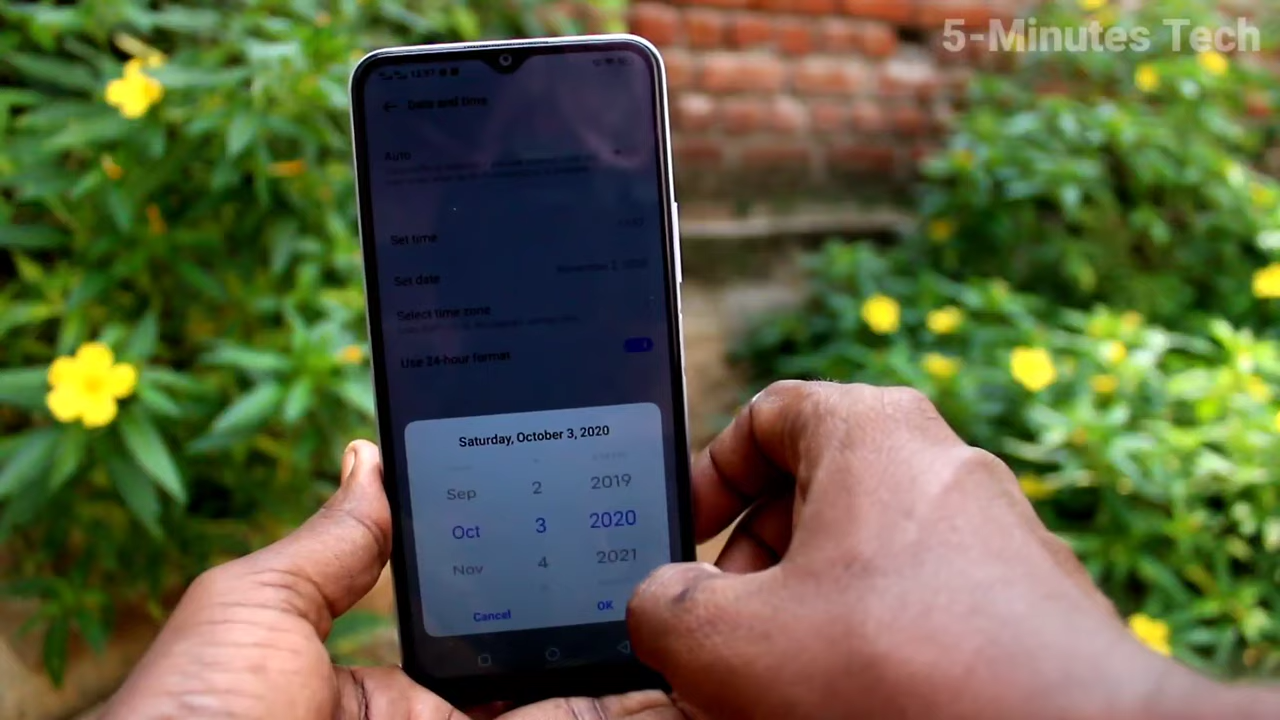 5-Minutes Tech
Date and time
Auto
Set time
Set date
Select time zone
Use 24-hour format
Saturday, October 3, 2020
Sep 2 2019
Oct 3 2020
Nov 4 2021
Cancel OK